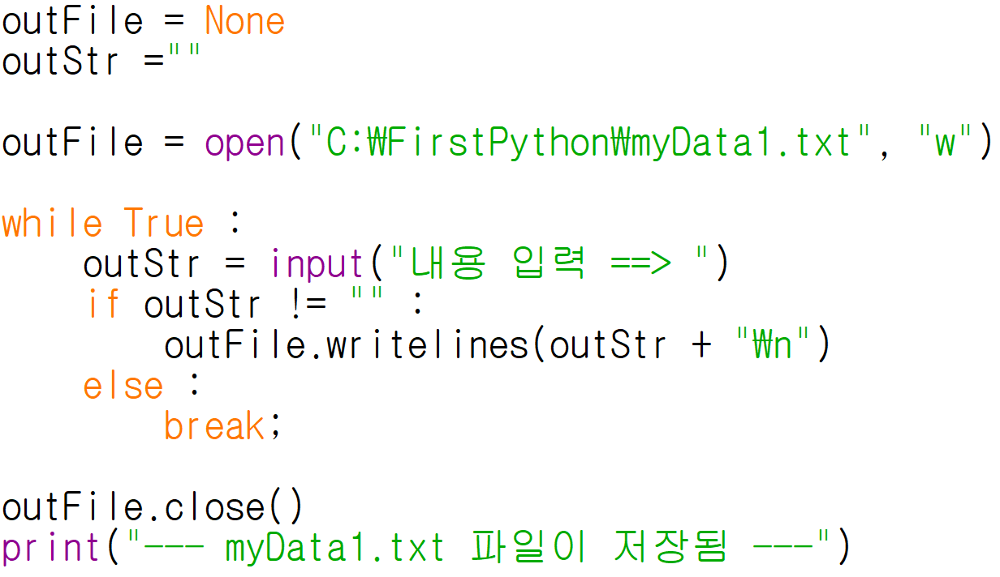 outFile = None
outStr =""
outFile = open("C:₩FirstPython₩myData1.txt", "w")
while True :
    outStr = input("내용 입력 ==> ")
    if outStr != "" :
        outFile.writelines(outStr + "₩n")
    else :
        break;
outFile.close()
print("--- myData1.txt 파일이 저장됨 ---")